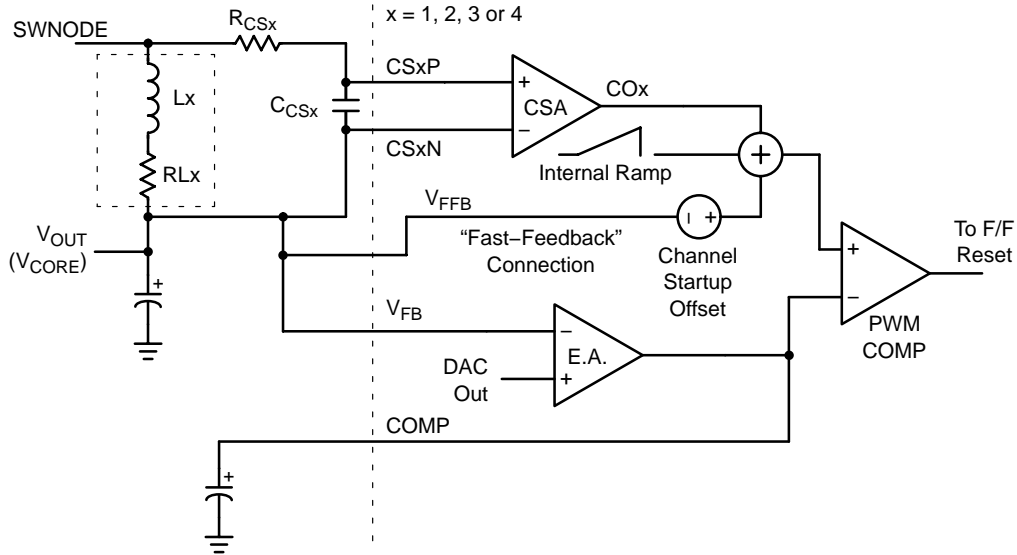 x = 1, 2, 3 or 4
SWNODE
RCSx
CSxP
Lx
CCSx
+
CSA
−
COx
CSxN
Internal Ramp
+
RLx
VFFB
− +
VOUT
(VCORE)
“Fast−Feedback”
Connection
Channel
Startup
Offset
+
−
To F/F
Reset
PWM
COMP
+
VFB
−
E.A.
+
DAC
Out
COMP
+